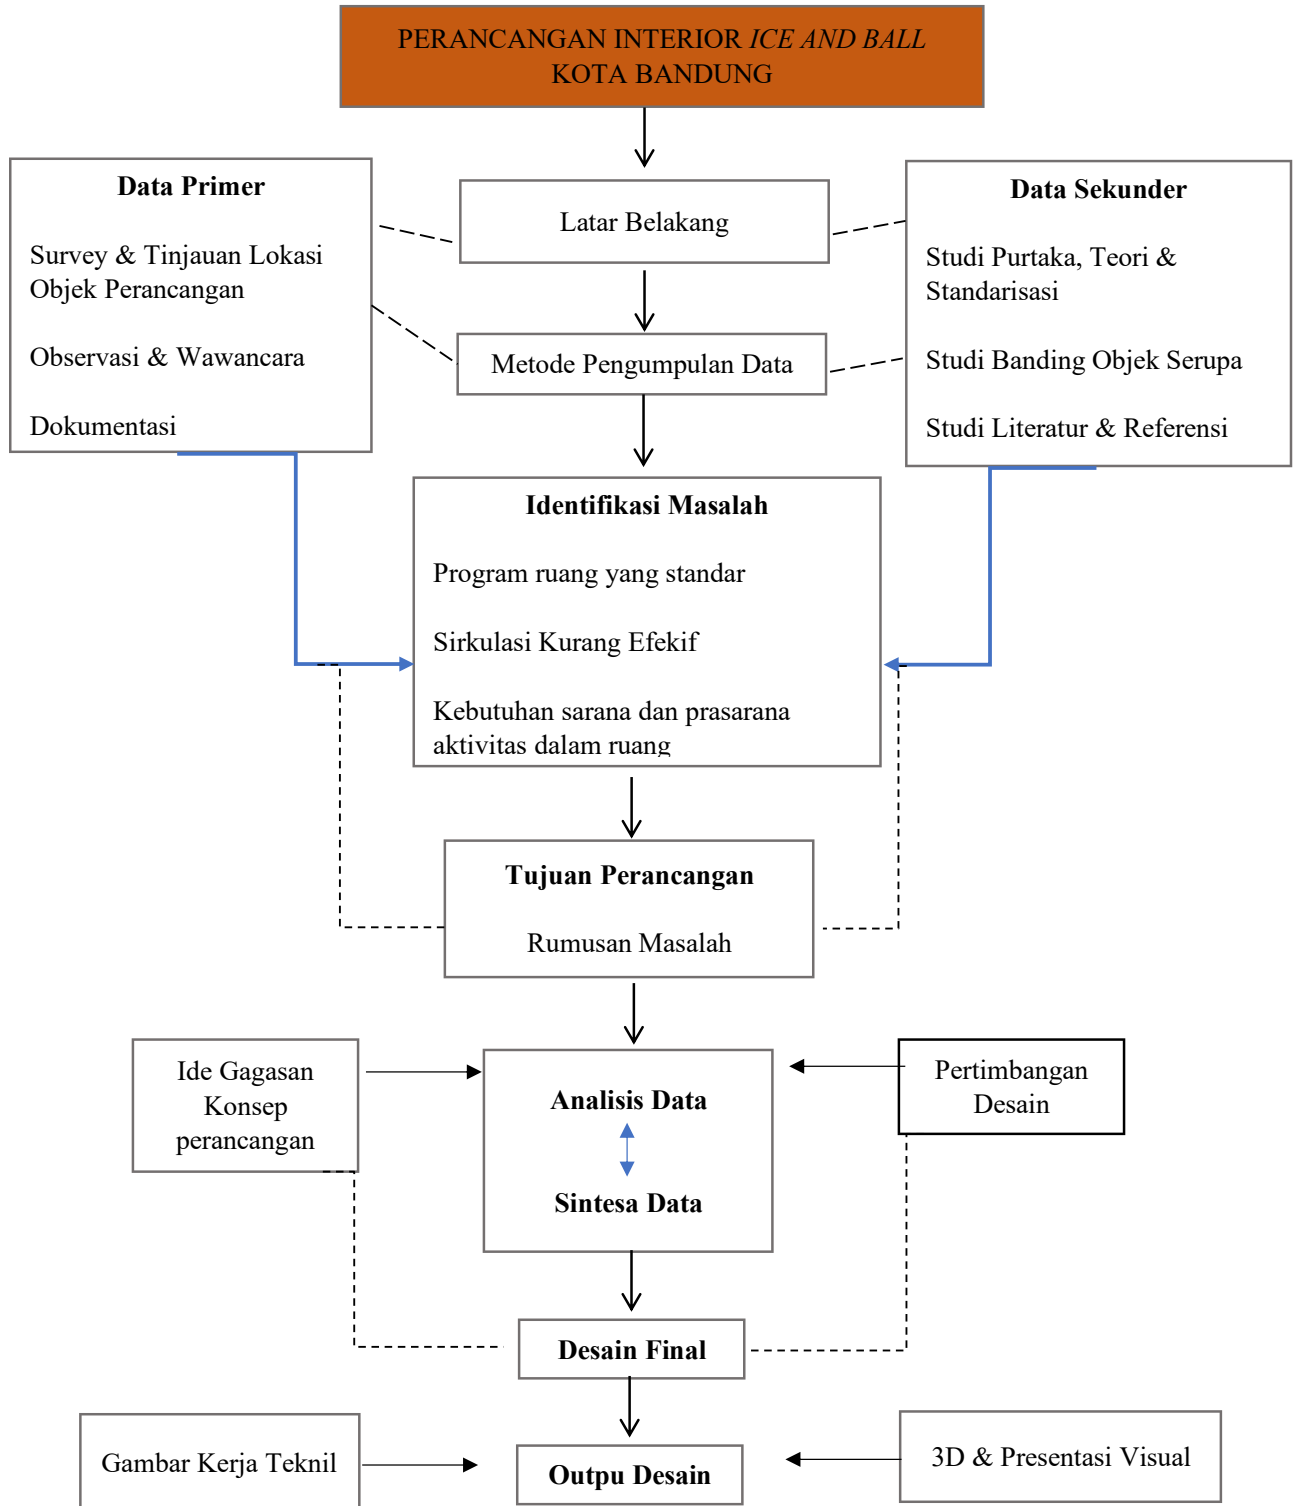 PERANCANGAN INTERIOR ICE AND BALL
KOTA BANDUNG
Data Primer
Survey & Tinjauan Lokasi
Objek Perancangan
Observasi & Wawancara
Dokumentasi
Latar Belakang
Metode Pengumpulan Data
Data Sekunder
Studi Purtaka, Teori &
Standarisasi
Studi Banding Objek Serupa
Studi Literatur & Referensi
Identifikasi Masalah
Program ruang yang standar
Sirkulasi Kurang Efekif
Kebutuhan sarana dan prasarana
aktivitas dalam ruang
Tujuan Perancangan
Rumusan Masalah
Ide Gagasan
Konsep
perancangan
Analisis Data
Sintesa Data
Pertimbangan
Desain
Desain Final
Gambar Kerja Teknil
Outpu Desain
3D & Presentasi Visual